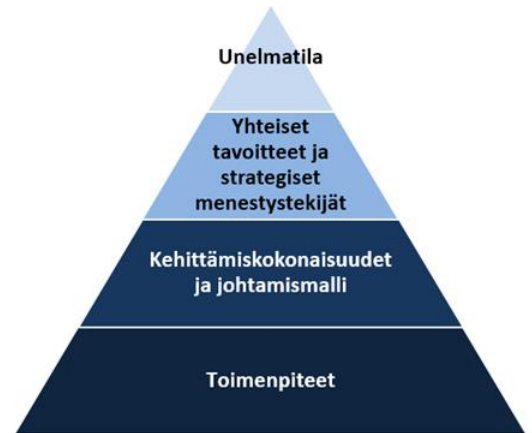 Unelmatila
Yhteiset
tavoitteet ja
strategiset
menestystekijät
Kehittämiskokonaisuudet
ja johtamismalli
Toimenpiteet